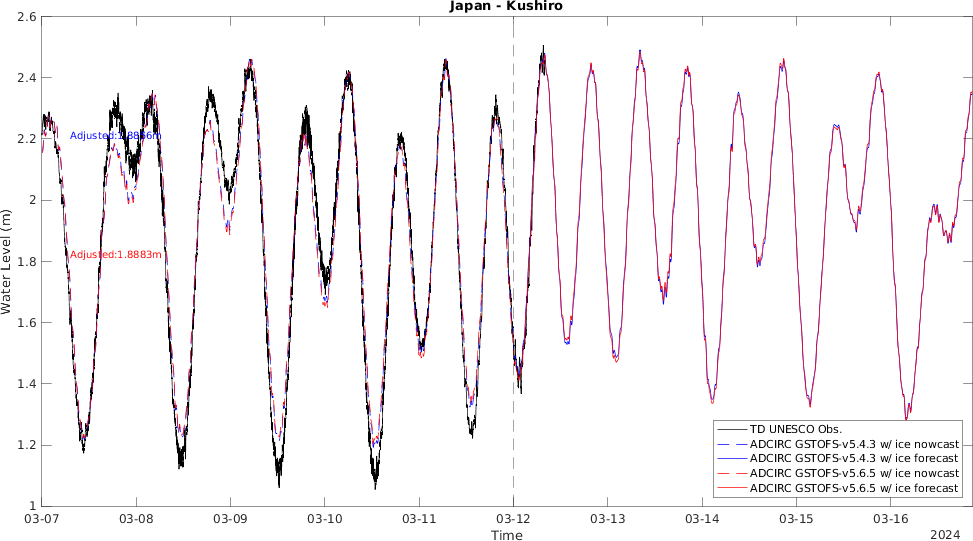 Japan - Kushiro
2.6
2.4
2.2
2
1.8
1.6
1.4
1.2
1
Water Level (m)
Adjusted:1.8866m
Adjusted:1.8883m
TD UNESCO Obs.
ADCIRC GSTOFS-v5.4.3 w/ ice nowcast
ADCIRC GSTOFS-v5.4.3 w/ ice forecast
ADCIRC GSTOFS-v5.6.5 w/ ice nowcast
ADCIRC GSTOFS-v5.6.5 w/ ice forecast
03-07 03-08 03-09 03-10 03-11 03-12 03-13 03-14 03-15 03-16
Time
2024